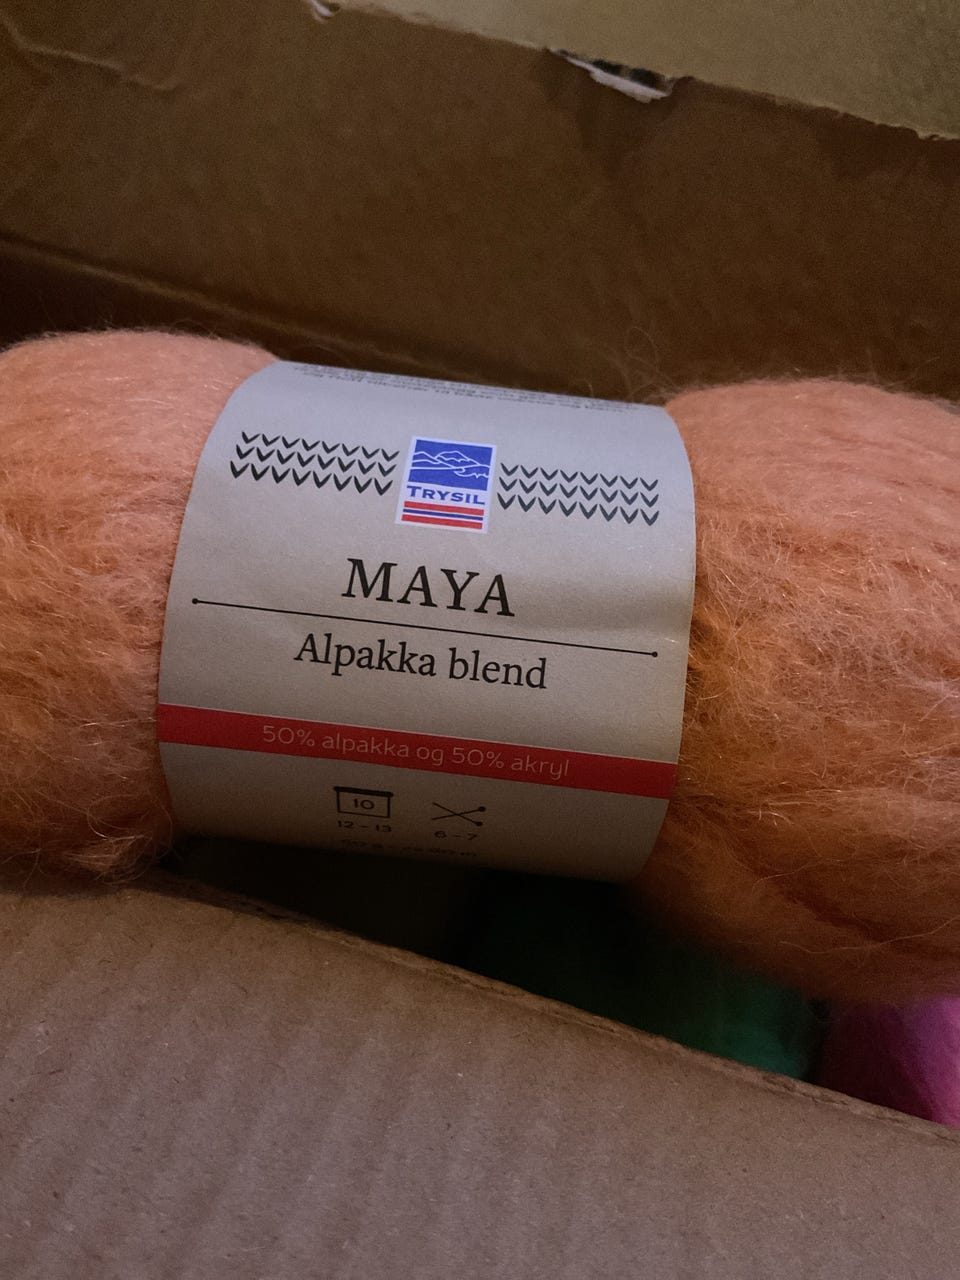 TRYSIL
MAYA
Alpakka blend
50% alpakka og 50% akryl
10
12 - 13
6 - 7